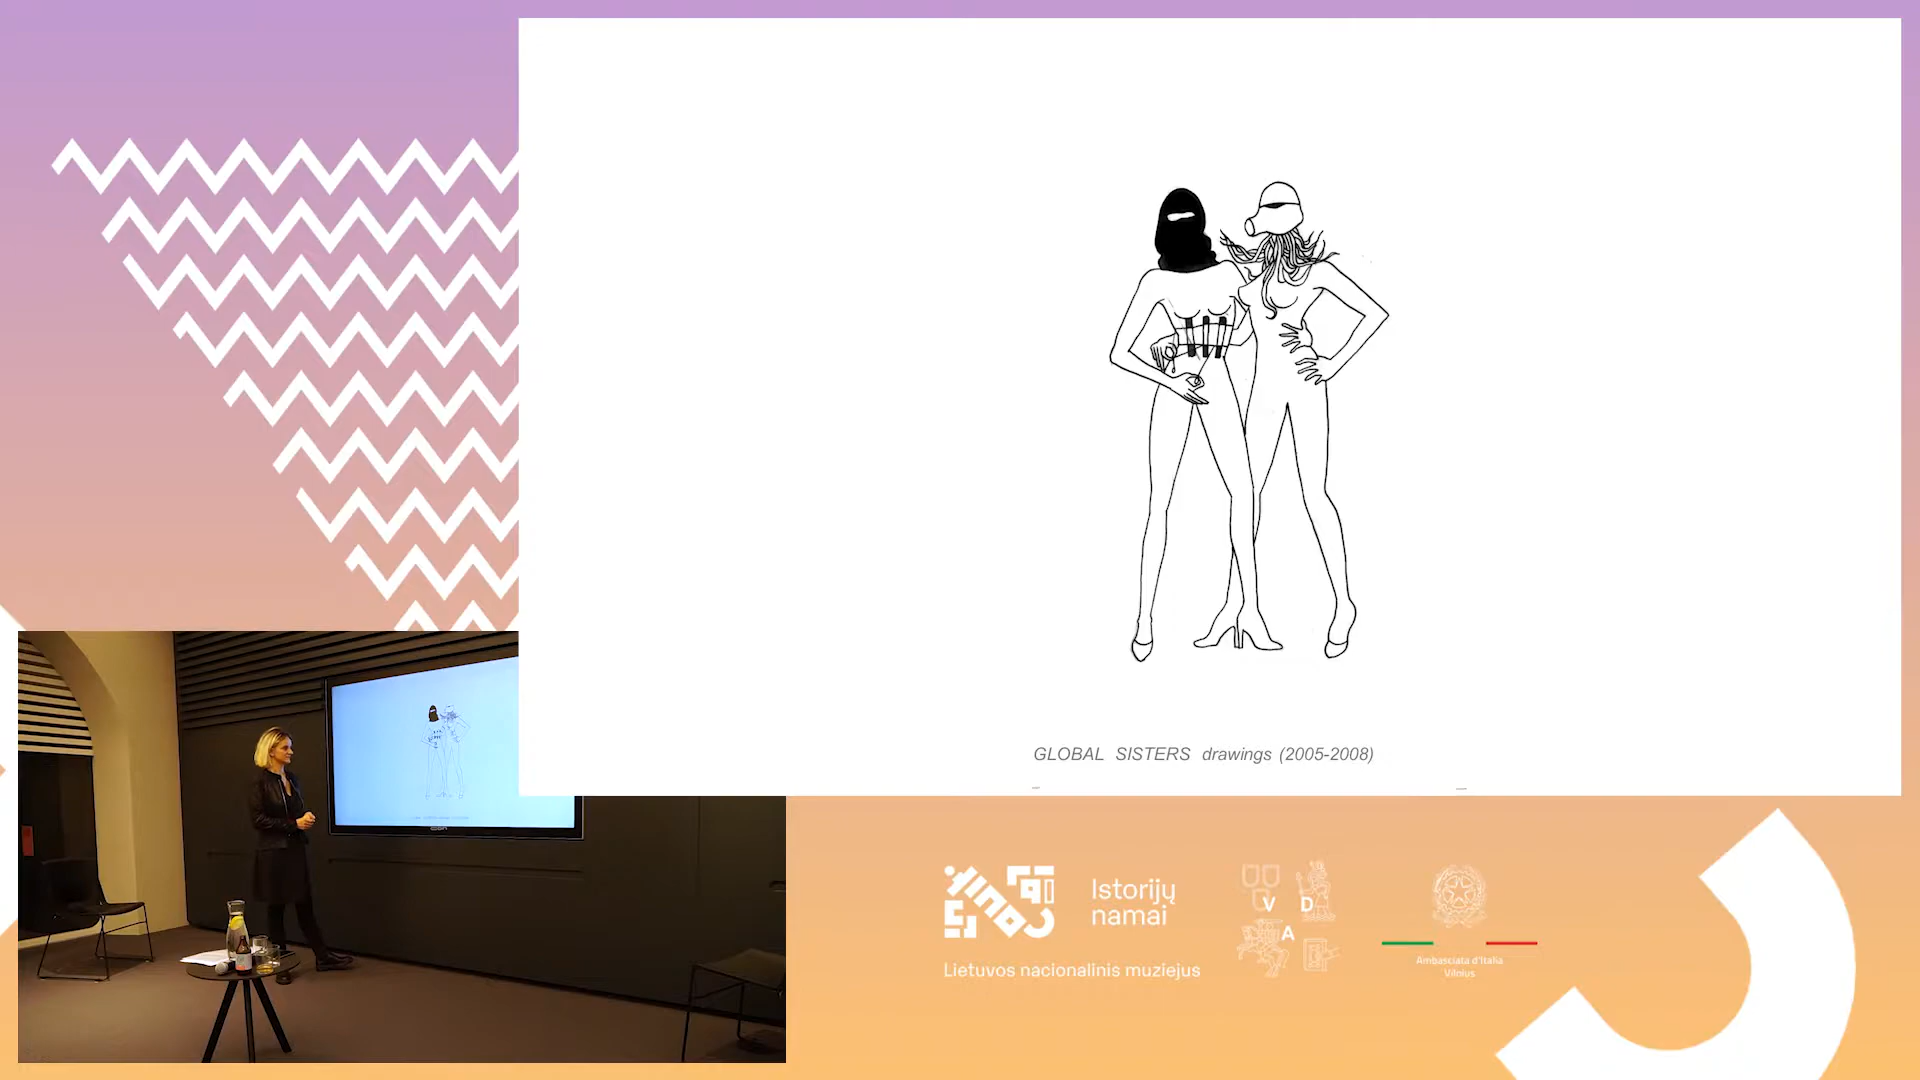 GLOBAL SISTERS drawings (2005-2008)
Istorijų
namai
Lietuvos nacionalinis muziejus
V D
A
Ambasciata d'Italia
Vilnius